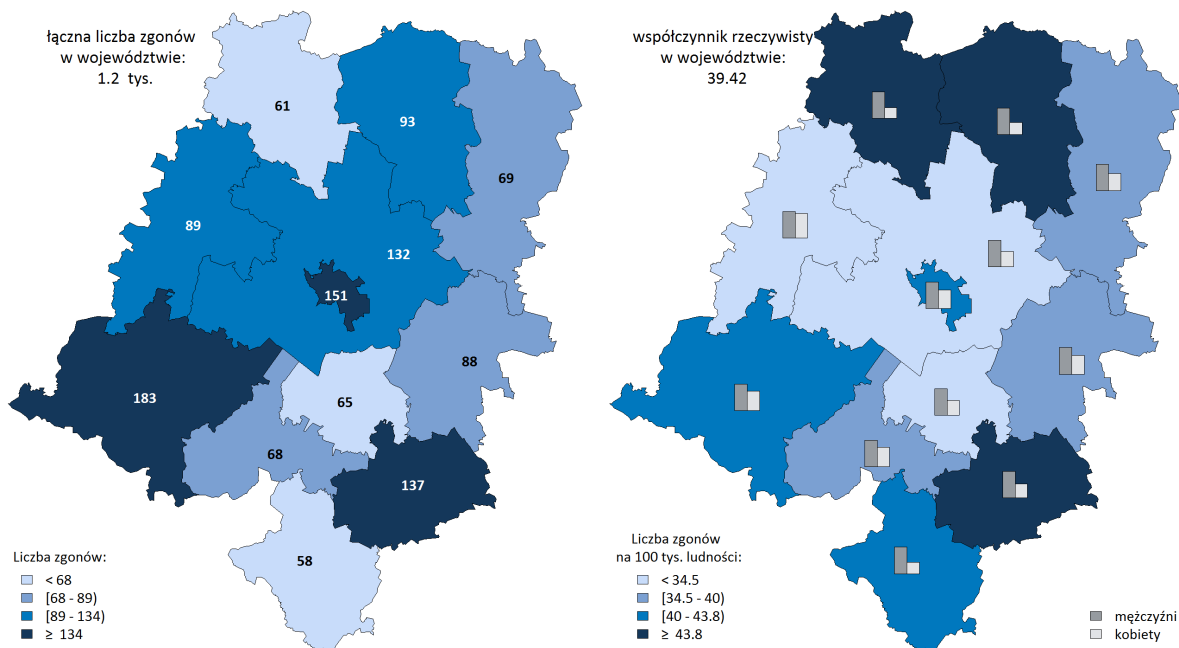 łączna liczba zgonów
w województwie:
1.2 tys.
61
93
69
89
132
151
88
183
65
68
137
58
Liczba zgonów:
< 68
[68 - 89)
[89 - 134)
≥ 134
współczynnik rzeczywisty
w województwie:
39.42
Liczba zgonów
na 100 tys. ludności:
< 34.5
[34.5 - 40)
[40 - 43.8)
≥ 43.8
mężczyźni
kobiety